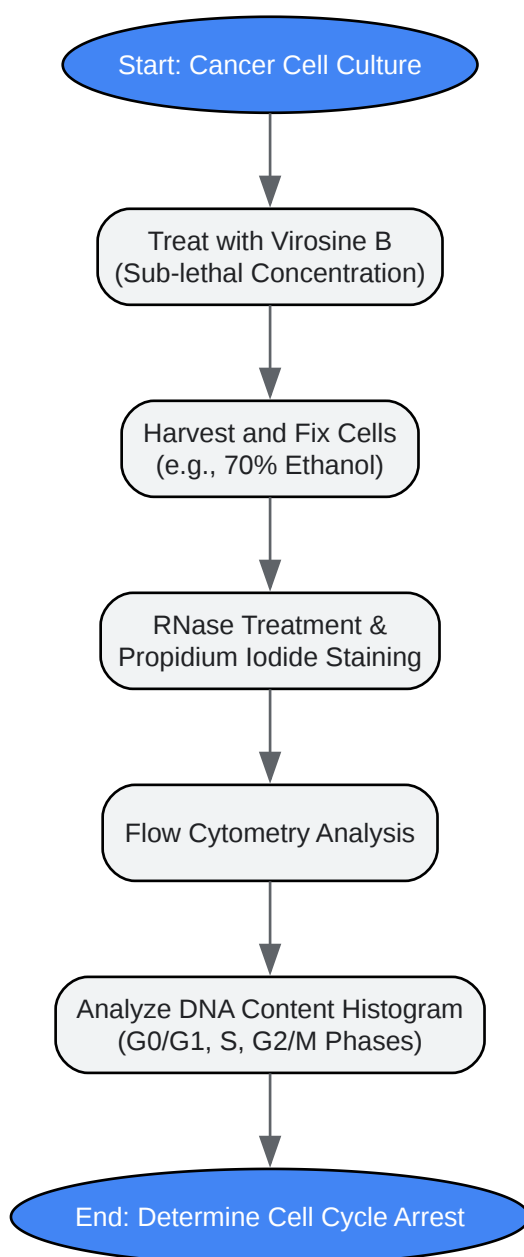 Start: Cancer Cell Culture
Treat with Virosine B
(Sub-lethal Concentration)
Harvest and Fix Cells
(e.g., 70% Ethanol)
RNase Treatment &
Propidium Iodide Staining
Flow Cytometry Analysis
Analyze DNA Content Histogram
(G0/G1, S, G2/M Phases)
End: Determine Cell Cycle Arrest